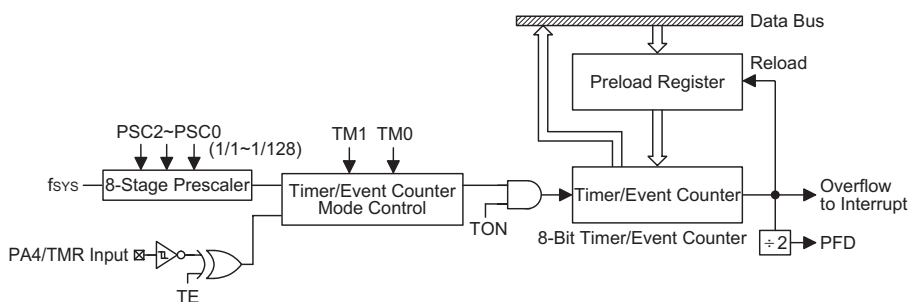 Data Bus
Preload Register
Reload
PSC2~PSC0
(1/1~1/128)
TM1 TM0
fSYS
8-Stage Prescaler
Timer/Event Counter
Mode Control
TON
Timer/Event Counter
8-Bit Timer/Event Counter
Overflow
to Interrupt
÷2
PFD
PA4/TMR Input
TE